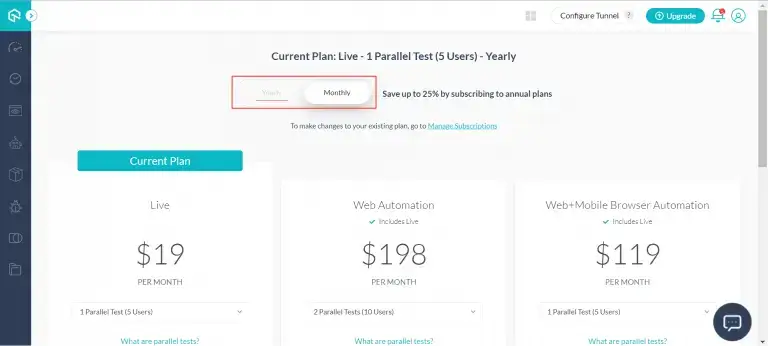 Configure Tunnel ?
Upgrade
Current Plan: Live - 1 Parallel Test (5 Users) - Yearly
Yearly Monthly Save up to 25% by subscribing to annual plans
To make changes to your existing plan, go to Manage Subscriptions
Current Plan
Live Web Automation Web+Mobile Browser Automation
Includes Live Includes Live
$19 $198 $119
PER MONTH PER MONTH PER MONTH
1 Parallel Test (5 Users) 2 Parallel Tests (10 Users) 1 Parallel Test (5 Users)
What are parallel tests? What are parallel tests? What are parallel tests?